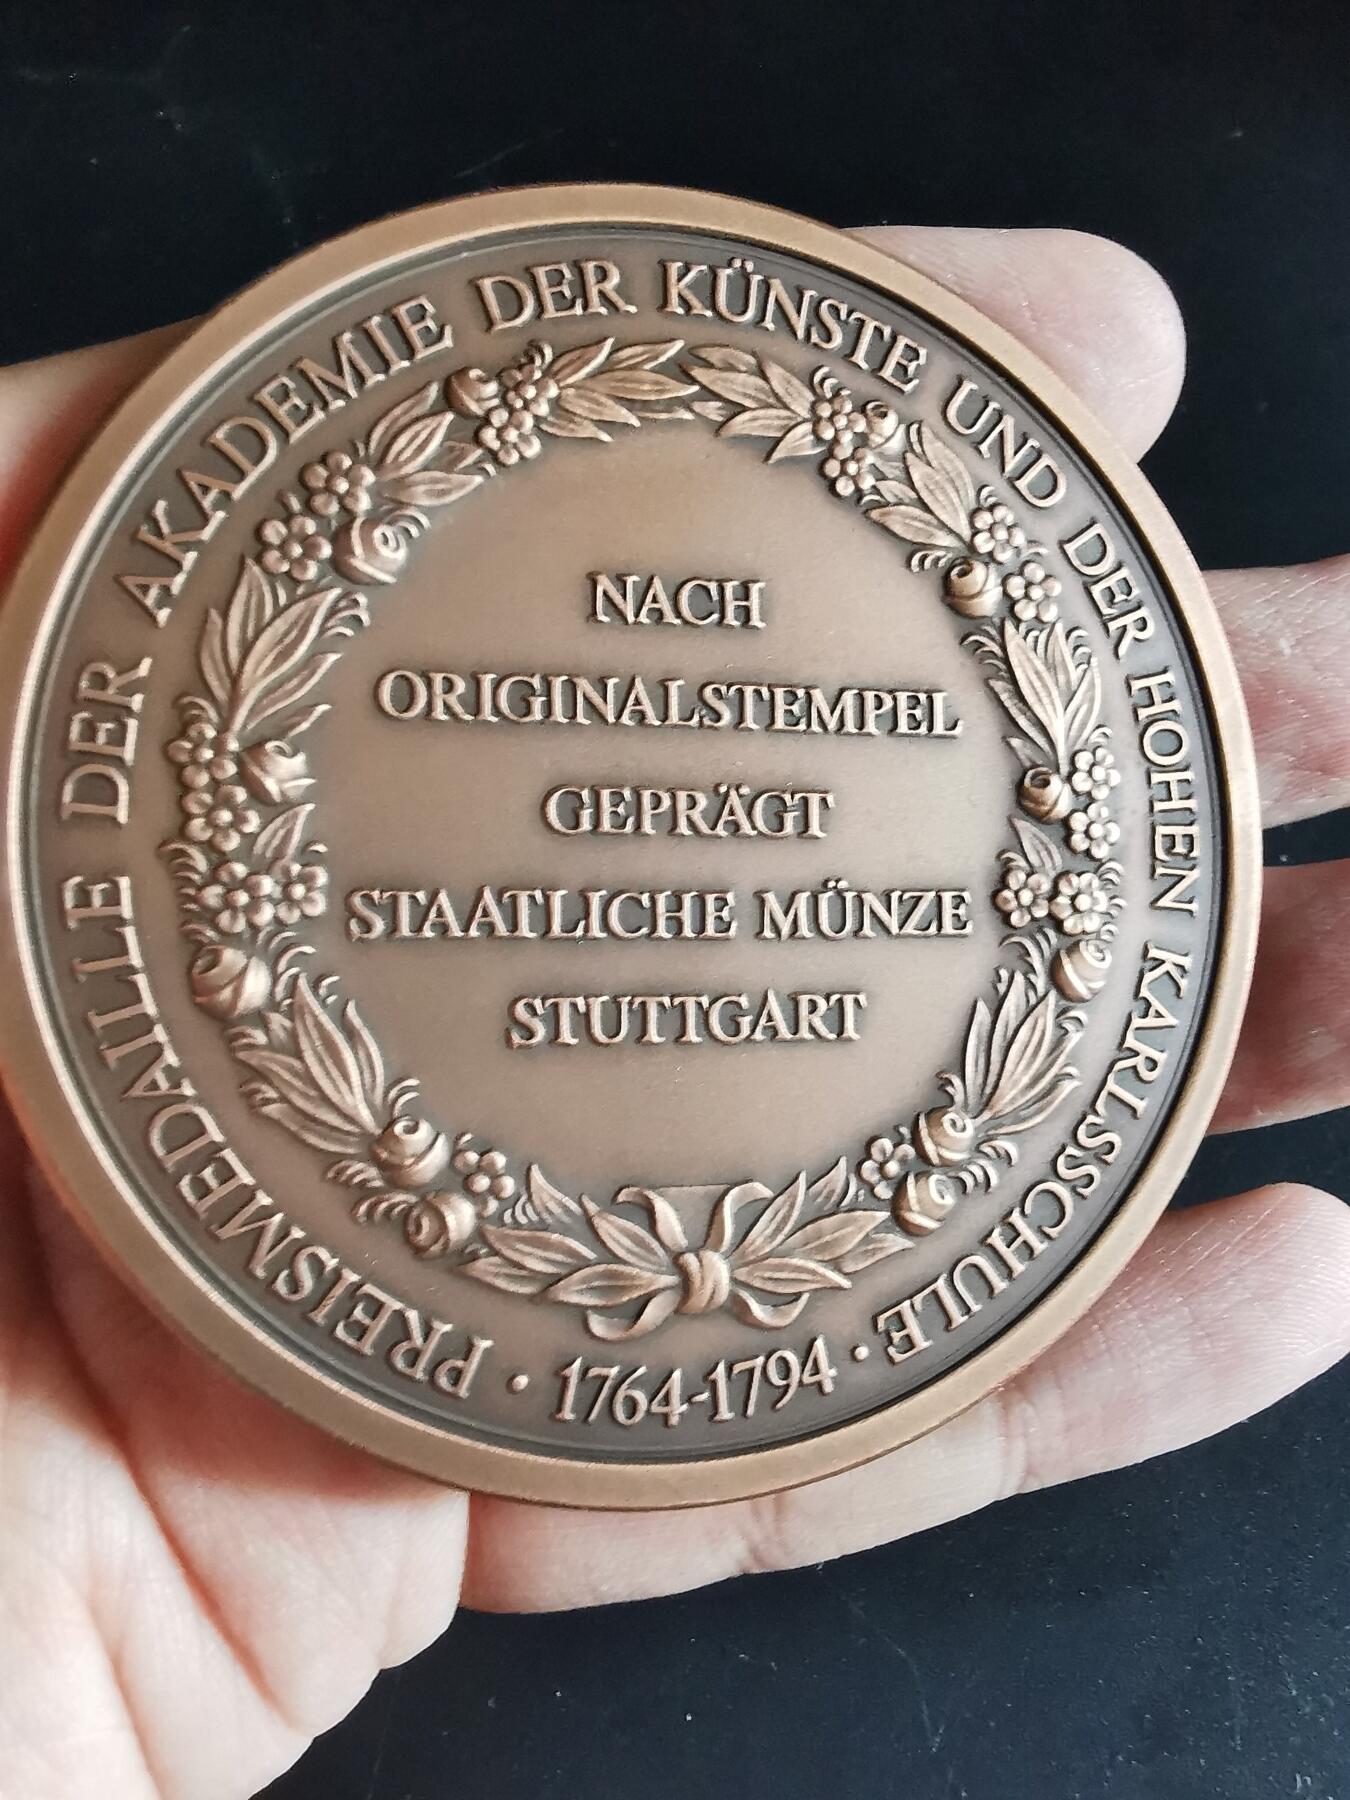 PREISMEDAILLE DER AKADEMIE DER KÜNSTE UND DER HOHEN KARLSSCHULE
· 1764-1794 ·
NACH
ORIGINALSTEMPEL
GEPRÄGT
STAATLICHE MÜNZE
STUTTGART